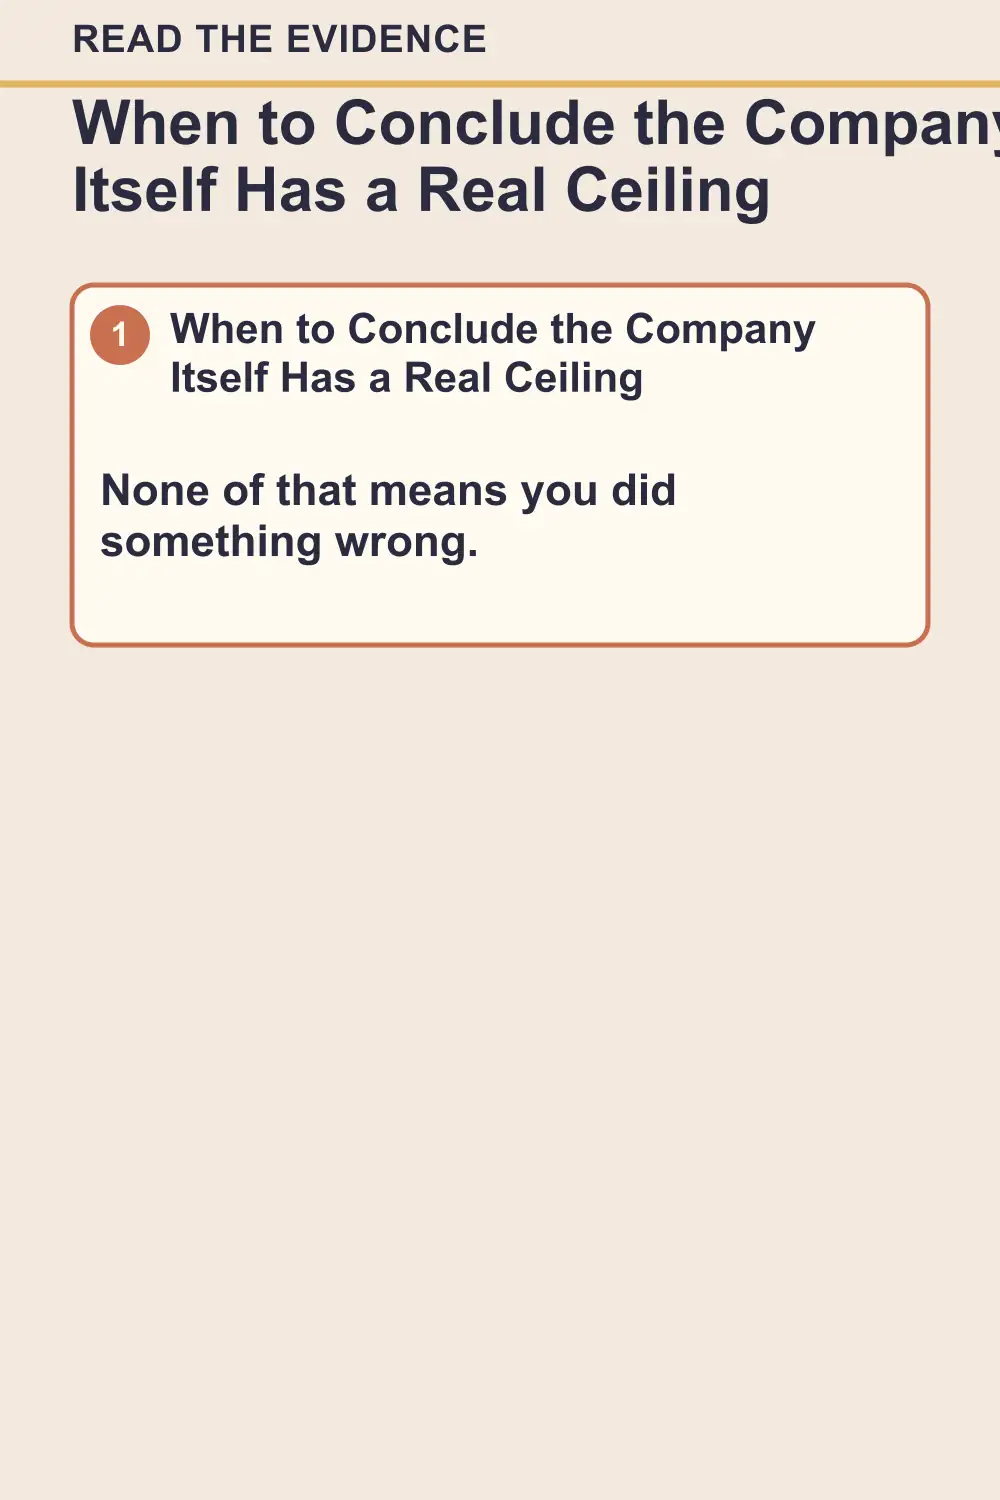 READ THE EVIDENCE
When to Conclude the Company
Itself Has a Real Ceiling
1
When to Conclude the Company
Itself Has a Real Ceiling
None of that means you did
something wrong.